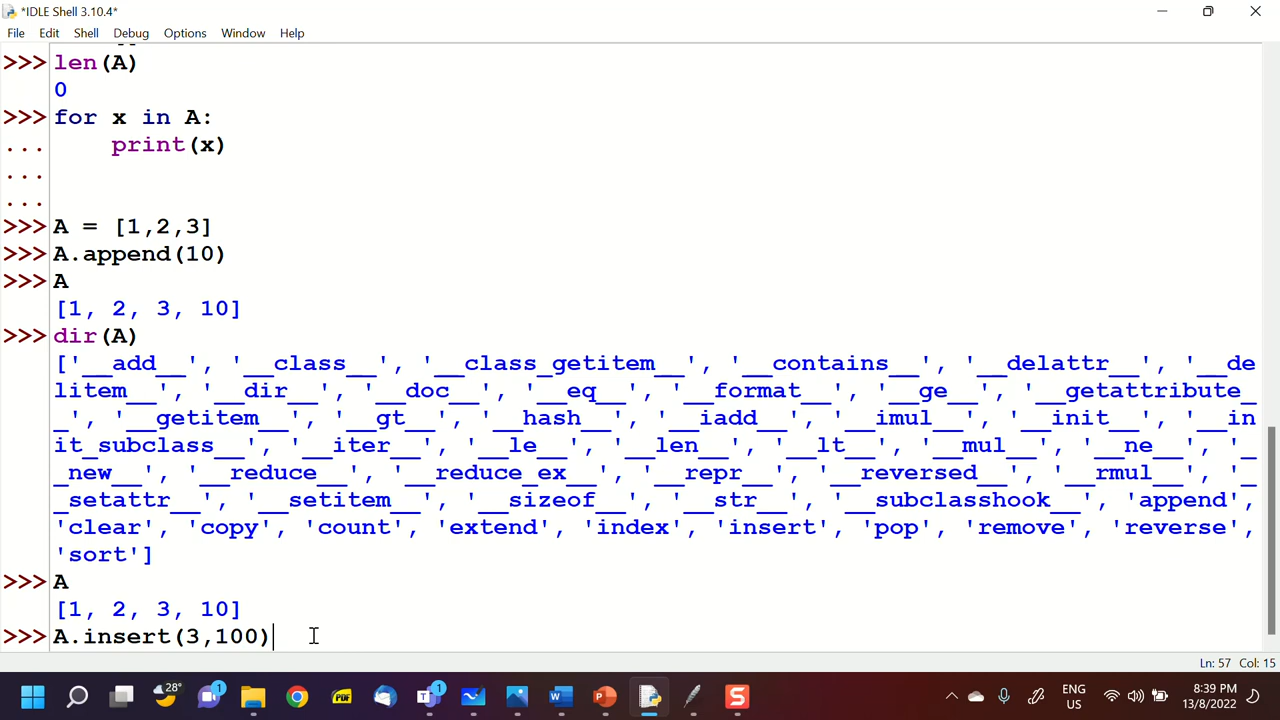 *IDLE Shell 3.10.4*
File Edit Shell Debug Options Window Help
>>> len(A)
0
>>> for x in A:
... print(x)
...
...
>>> A = [1,2,3]
>>> A.append(10)
>>> A
[1, 2, 3, 10]
>>> dir(A)
['__add__', '__class__', '__class_getitem__', '__contains__', '__delattr__', '__de
litem__', '__dir__', '__doc__', '__eq__', '__format__', '__ge__', '__getattribute_
_', '__getitem__', '__gt__', '__hash__', '__iadd__', '__imul__', '__init__', '__in
it_subclass__', '__iter__', '__le__', '__len__', '__lt__', '__mul__', '__ne__', '_
_new__', '__reduce__', '__reduce_ex__', '__repr__', '__reversed__', '__rmul__', '_
_setattr__', '__setitem__', '__sizeof__', '__str__', '__subclasshook__', 'append',
'clear', 'copy', 'count', 'extend', 'index', 'insert', 'pop', 'remove', 'reverse',
'sort']
>>> A
[1, 2, 3, 10]
>>> A.insert(3,100)
Ln: 57 Col: 15
28° 1 PDF 1 W P S ENG 8:39 PM
US 13/8/2022